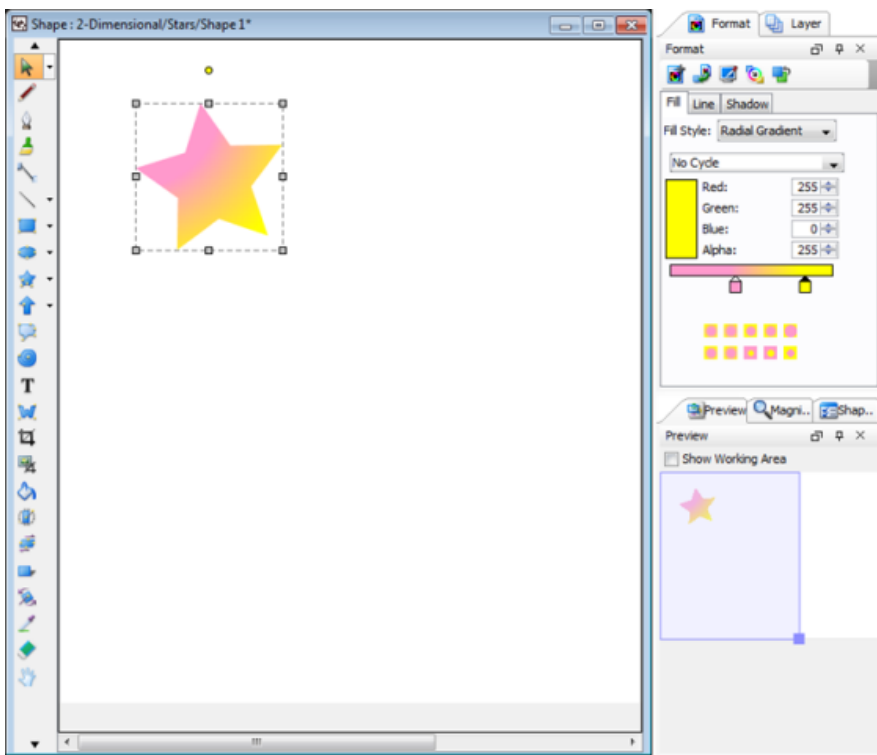 Shape : 2-Dimensional/Stars/Shape 1*
Format
Layer
Format
Fill
Line
Shadow
Fill Style: Radial Gradient
No Cycle
Red: 255
Green: 255
Blue: 0
Alpha: 255
T
Preview
Magni..
Shap..
Preview
Show Working Area